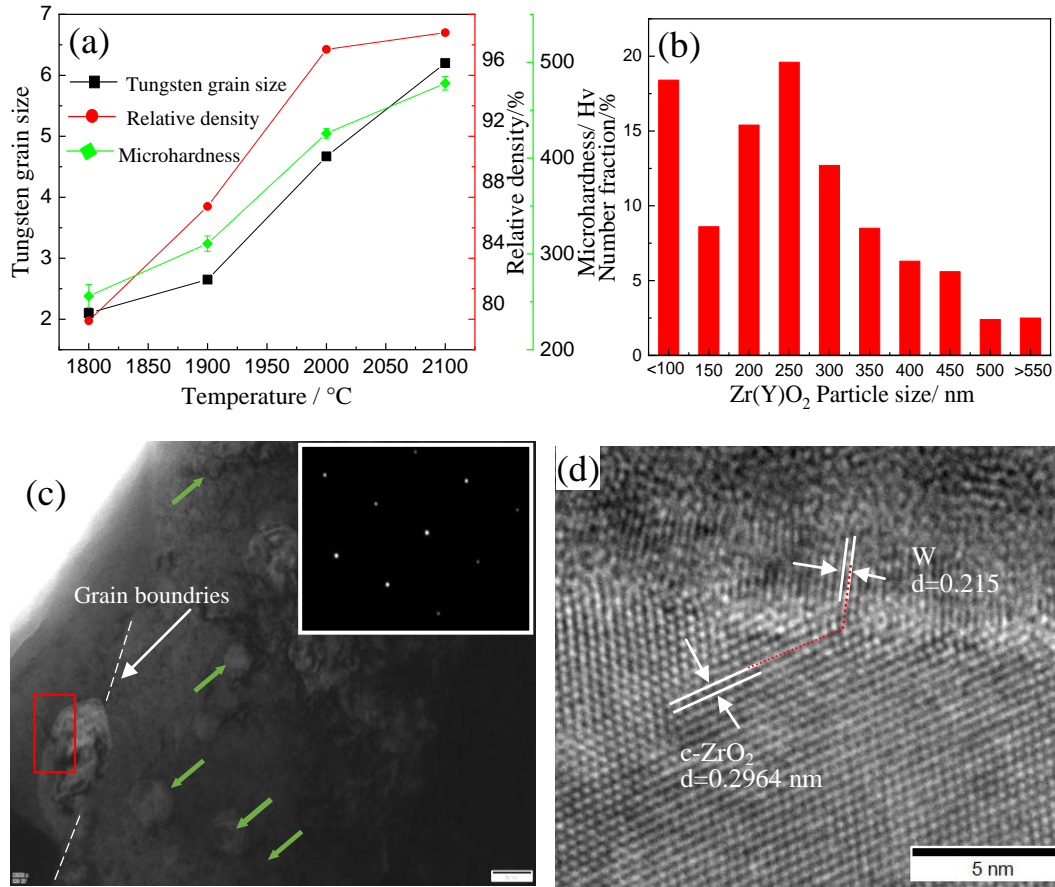 (a)
Tungsten grain size
Relative density
Microhardness
7
6
5
4
3
2
Tungsten grain size
1800 1850 1900 1950 2000 2050 2100
Temperature / °C
96
92
88
84
80
Relative density/%
500
400
300
200
Microhardness/ Hv
(b)
Number fraction/%
20
15
10
5
0
<100 150 200 250 300 350 400 450 500 >550
Zr(Y)O2 Particle size/ nm
(c)
Grain boundries
(d)
W
d=0.215
c-ZrO2
d=0.2964 nm
5 nm